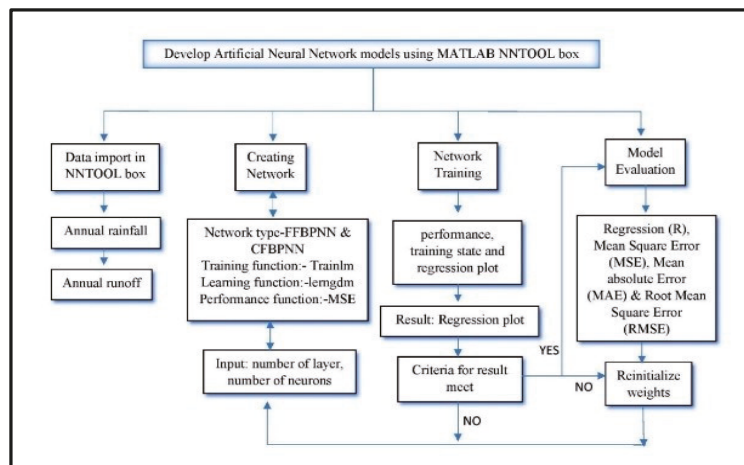 Develop Artificial Neural Network models using MATLAB NNTOOL box
Data import in
NNTOOL box
Annual rainfall
Annual runoff
Creating
Network
Network type-FFBPNN &
CFBPNN
Training function:- Trainlm
Learning function:-lerngdm
Performance function:-MSE
Input: number of layer,
number of neurons
Network
Training
performance,
training state and
regression plot
Result: Regression plot
Criteria for result
meet
YES
NO
NO
Model
Evaluation
Regression (R),
Mean Square Error
(MSE), Mean
absolute Error
(MAE) & Root Mean
Square Error
(RMSE)
Reinitialize
weights